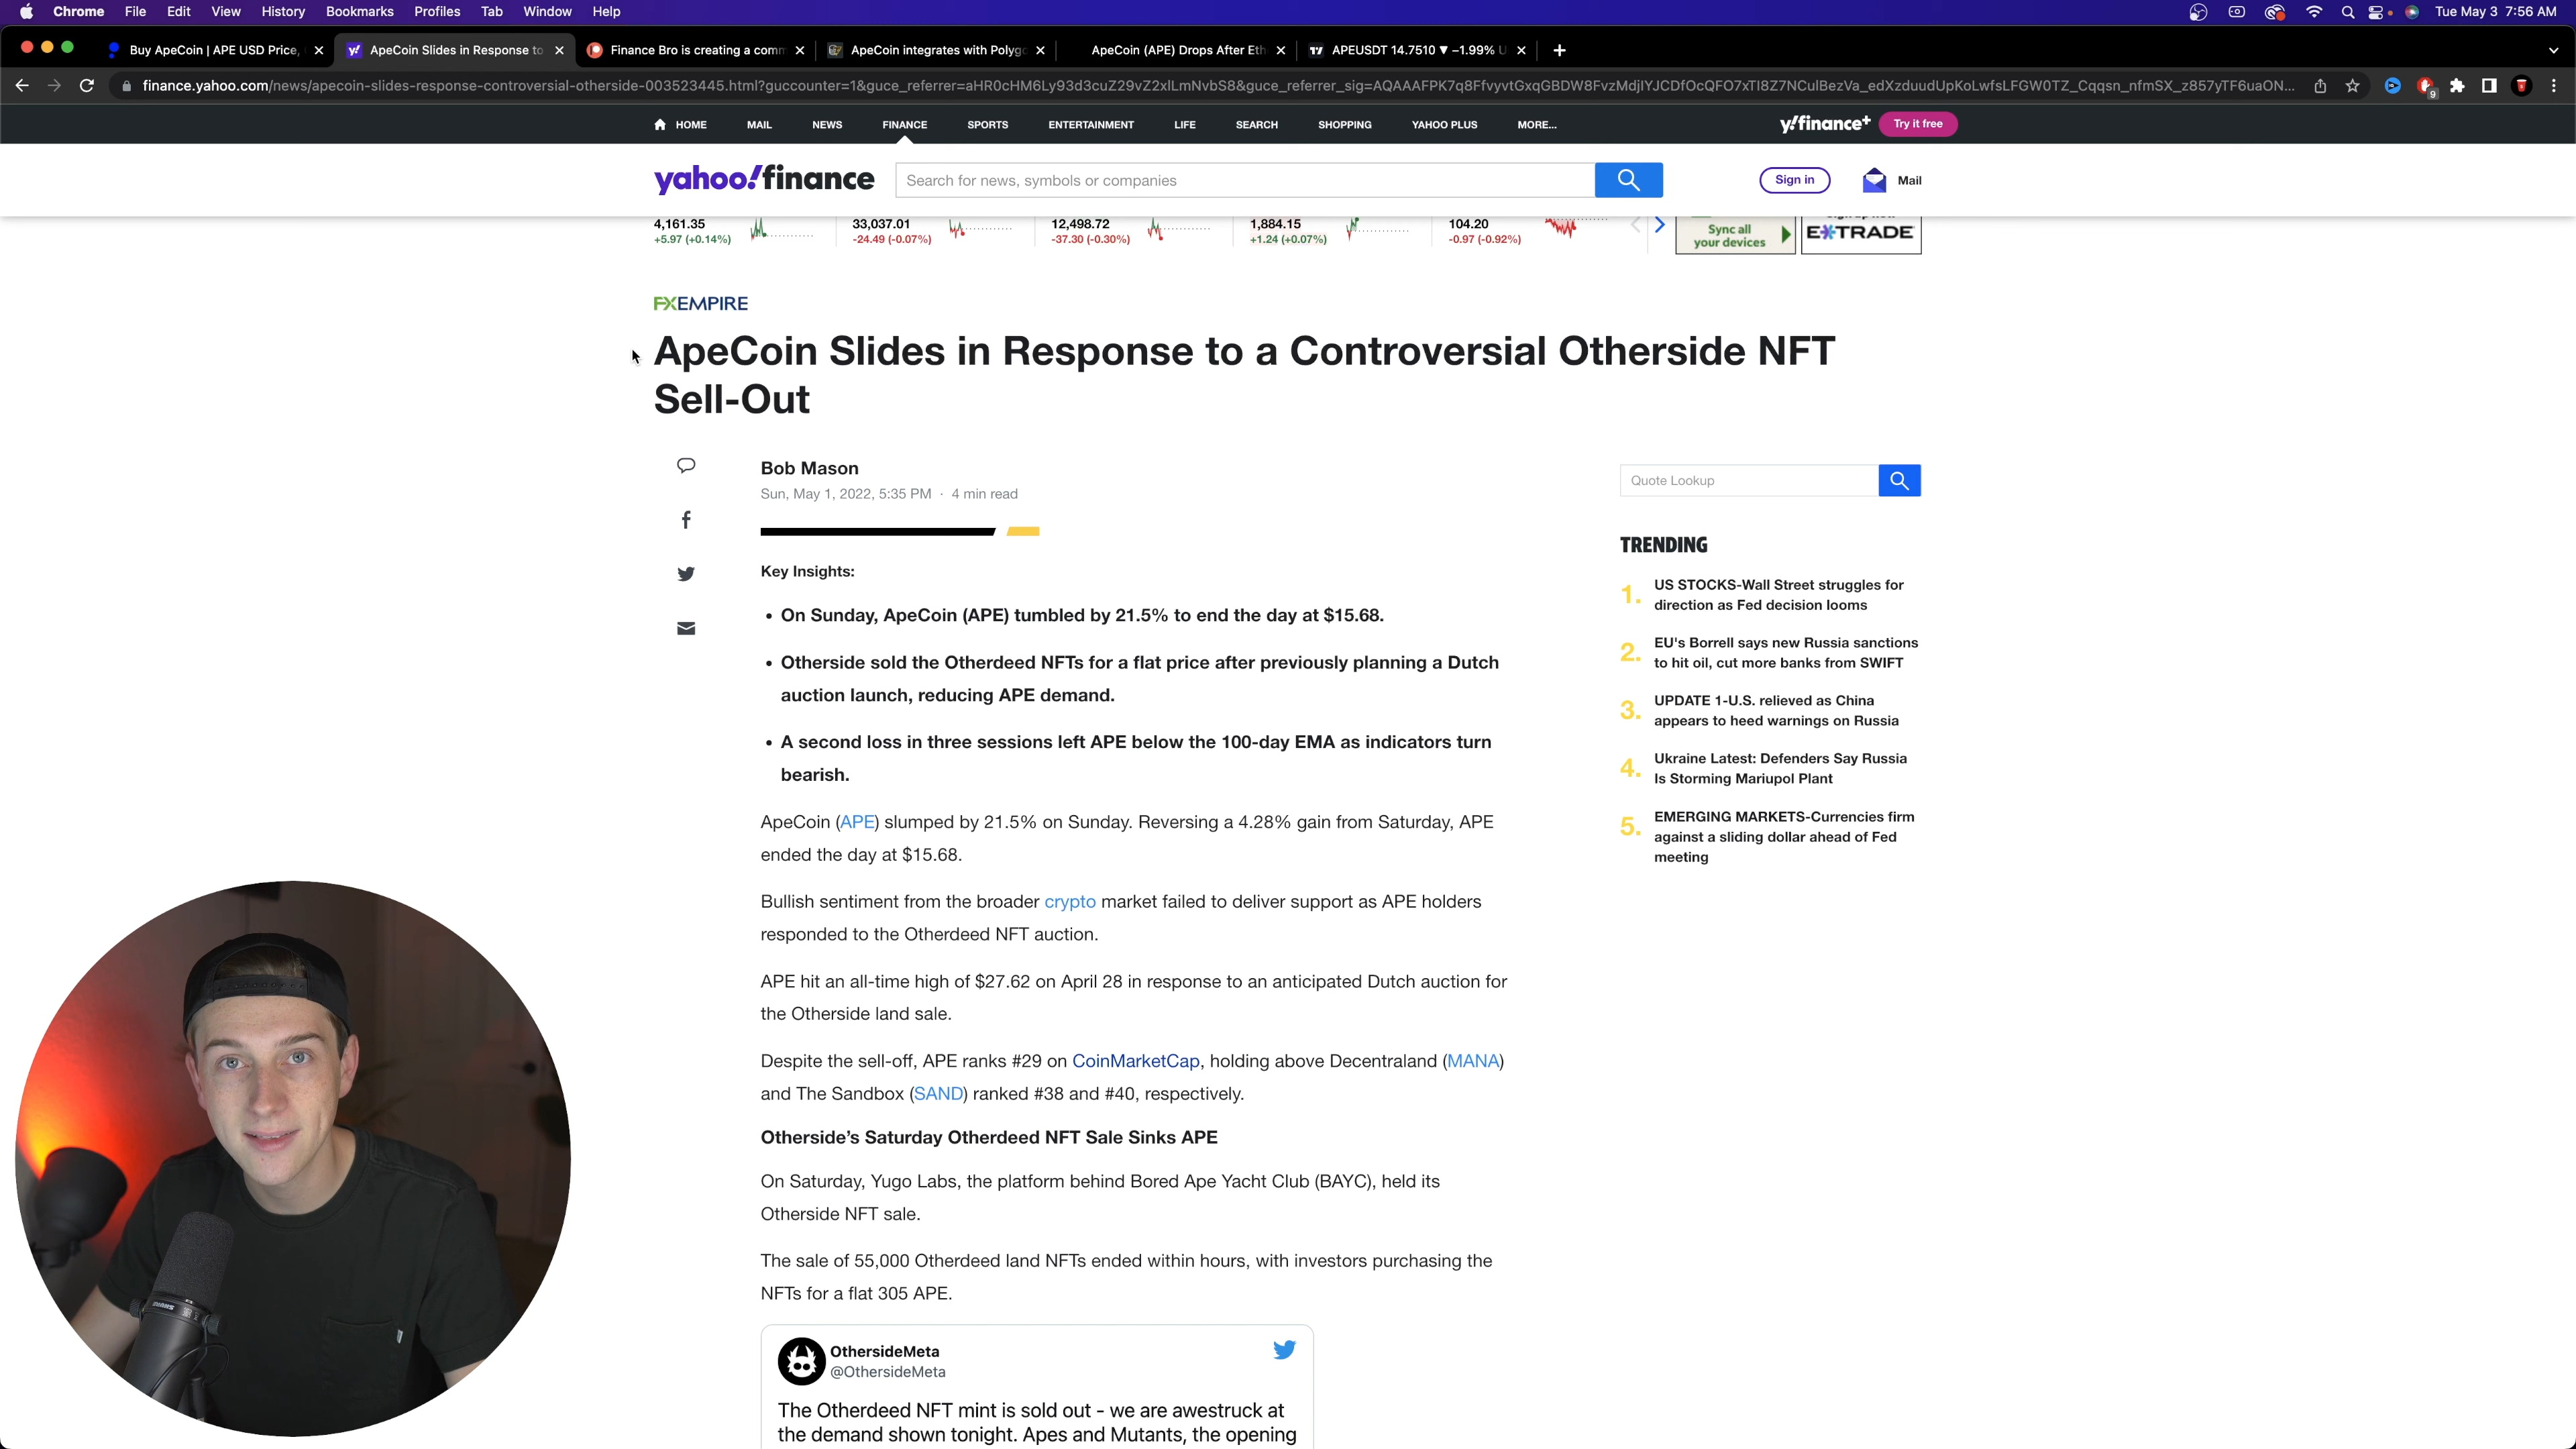 Chrome File Edit View History Bookmarks Profiles Tab Window Help
Tue May 3 7:56 AM
Buy ApeCoin | APE USD Price,
ApeCoin Slides in Response to
Finance Bro is creating a comm
ApeCoin integrates with Polygo
ApeCoin (APE) Drops After Eth
APEUSDT 14.7510 ▼ −1.99% U
HOME MAIL NEWS FINANCE SPORTS ENTERTAINMENT LIFE SEARCH SHOPPING YAHOO PLUS MORE...
y!finance+ Try it free
yahoo!finance
Search for news, symbols or companies
Sign in
Mail
4,161.35 33,037.01 12,498.72 1,884.15 104.20
+5.97 (+0.14%) -24.49 (-0.07%) -37.30 (-0.30%) +1.24 (+0.07%) -0.97 (-0.92%)
Sync all
your devices
E*TRADE
FXEMPIRE
ApeCoin Slides in Response to a Controversial Otherside NFT
Sell-Out
Bob Mason
Sun, May 1, 2022, 5:35 PM · 4 min read
Key Insights:
• On Sunday, ApeCoin (APE) tumbled by 21.5% to end the day at $15.68.
• Otherside sold the Otherdeed NFTs for a flat price after previously planning a Dutch
auction launch, reducing APE demand.
• A second loss in three sessions left APE below the 100-day EMA as indicators turn
bearish.
ApeCoin (APE) slumped by 21.5% on Sunday. Reversing a 4.28% gain from Saturday, APE
ended the day at $15.68.
Bullish sentiment from the broader crypto market failed to deliver support as APE holders
responded to the Otherdeed NFT auction.
APE hit an all-time high of $27.62 on April 28 in response to an anticipated Dutch auction for
the Otherside land sale.
Despite the sell-off, APE ranks #29 on CoinMarketCap, holding above Decentraland (MANA)
and The Sandbox (SAND) ranked #38 and #40, respectively.
Otherside’s Saturday Otherdeed NFT Sale Sinks APE
On Saturday, Yugo Labs, the platform behind Bored Ape Yacht Club (BAYC), held its
Otherside NFT sale.
The sale of 55,000 Otherdeed land NFTs ended within hours, with investors purchasing the
NFTs for a flat 305 APE.
OthersideMeta
@OthersideMeta
The Otherdeed NFT mint is sold out - we are awestruck at
the demand shown tonight. Apes and Mutants, the opening
Quote Lookup
TRENDING
1. US STOCKS-Wall Street struggles for
direction as Fed decision looms
2. EU's Borrell says new Russia sanctions
to hit oil, cut more banks from SWIFT
3. UPDATE 1-U.S. relieved as China
appears to heed warnings on Russia
4. Ukraine Latest: Defenders Say Russia
Is Storming Mariupol Plant
5. EMERGING MARKETS-Currencies firm
against a sliding dollar ahead of Fed
meeting